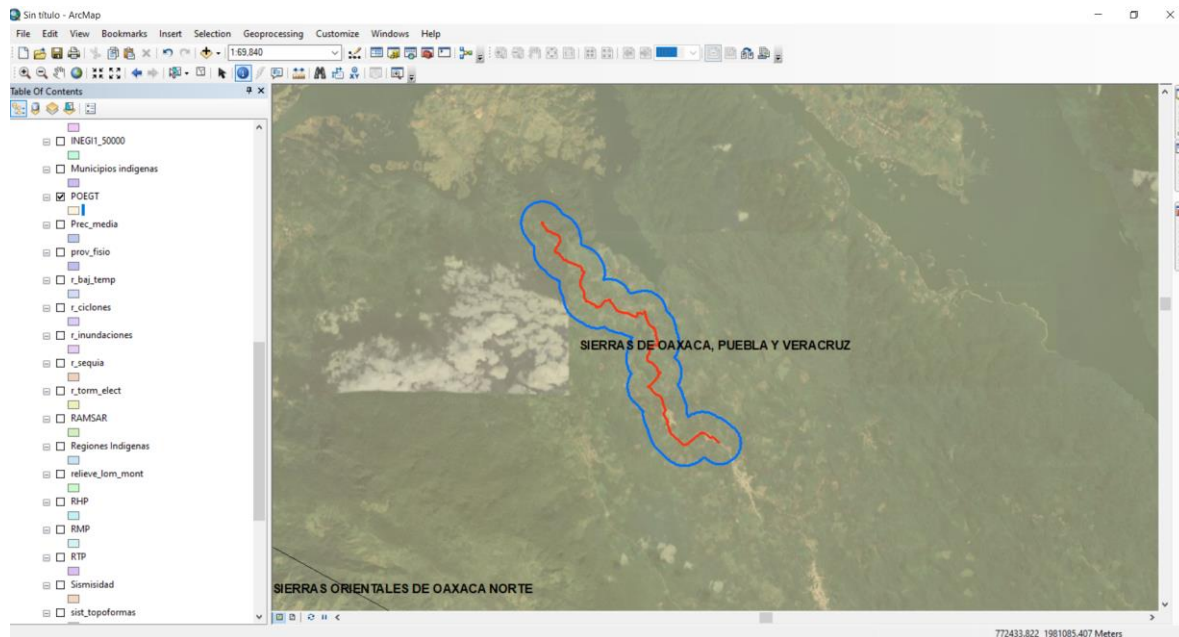 Sin título - ArcMap
File Edit View Bookmarks Insert Selection Geoprocessing Customize Windows Help
1:69,840
Table Of Contents
INEGI1_50000
Municipios indigenas
POEGT
Prec_media
prov_fisio
r_baj_temp
r_ciclones
r_inundaciones
r_sequia
r_torm_elect
RAMSAR
Regiones Indigenas
relieve_lom_mont
RHP
RMP
RTP
Sismisidad
sist_topoformas
SIERRAS DE OAXACA, PUEBLA Y VERACRUZ
SIERRAS ORIENTALES DE OAXACA NORTE
772433.822 1981085.407 Meters